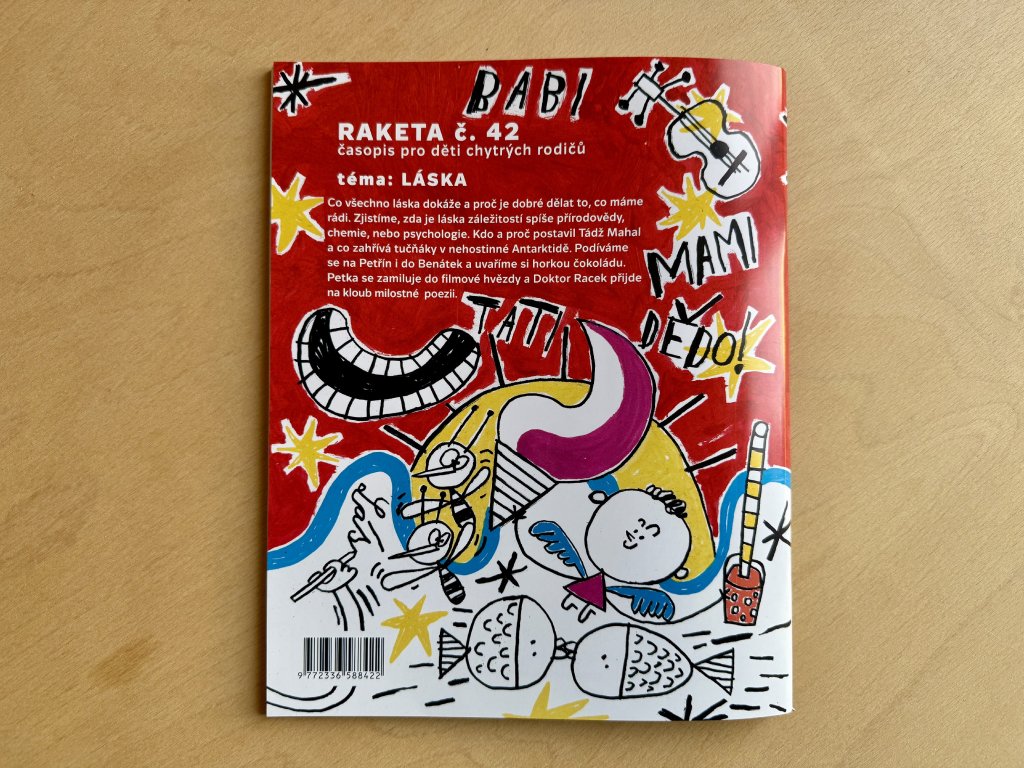 BABI
RAKETA č. 42
časopis pro děti chytrých rodičů
téma: LÁSKA
Co všechno láska dokáže a proč je dobré dělat to, co máme
rádi. Zjistíme, zda je láska záležitostí spíše přírodovědy,
chemie, nebo psychologie. Kdo a proč postavil Tádž Mahal
a co zahřívá tučňáky v nehostinné Antarktidě. Podíváme
se na Petřín i do Benátek a uvaříme si horkou čokoládu.
Petka se zamiluje do filmové hvězdy a Doktor Racek přijde
na kloub milostné poezii.
MAMI
TATI
DĚDO!
9 772336 588422